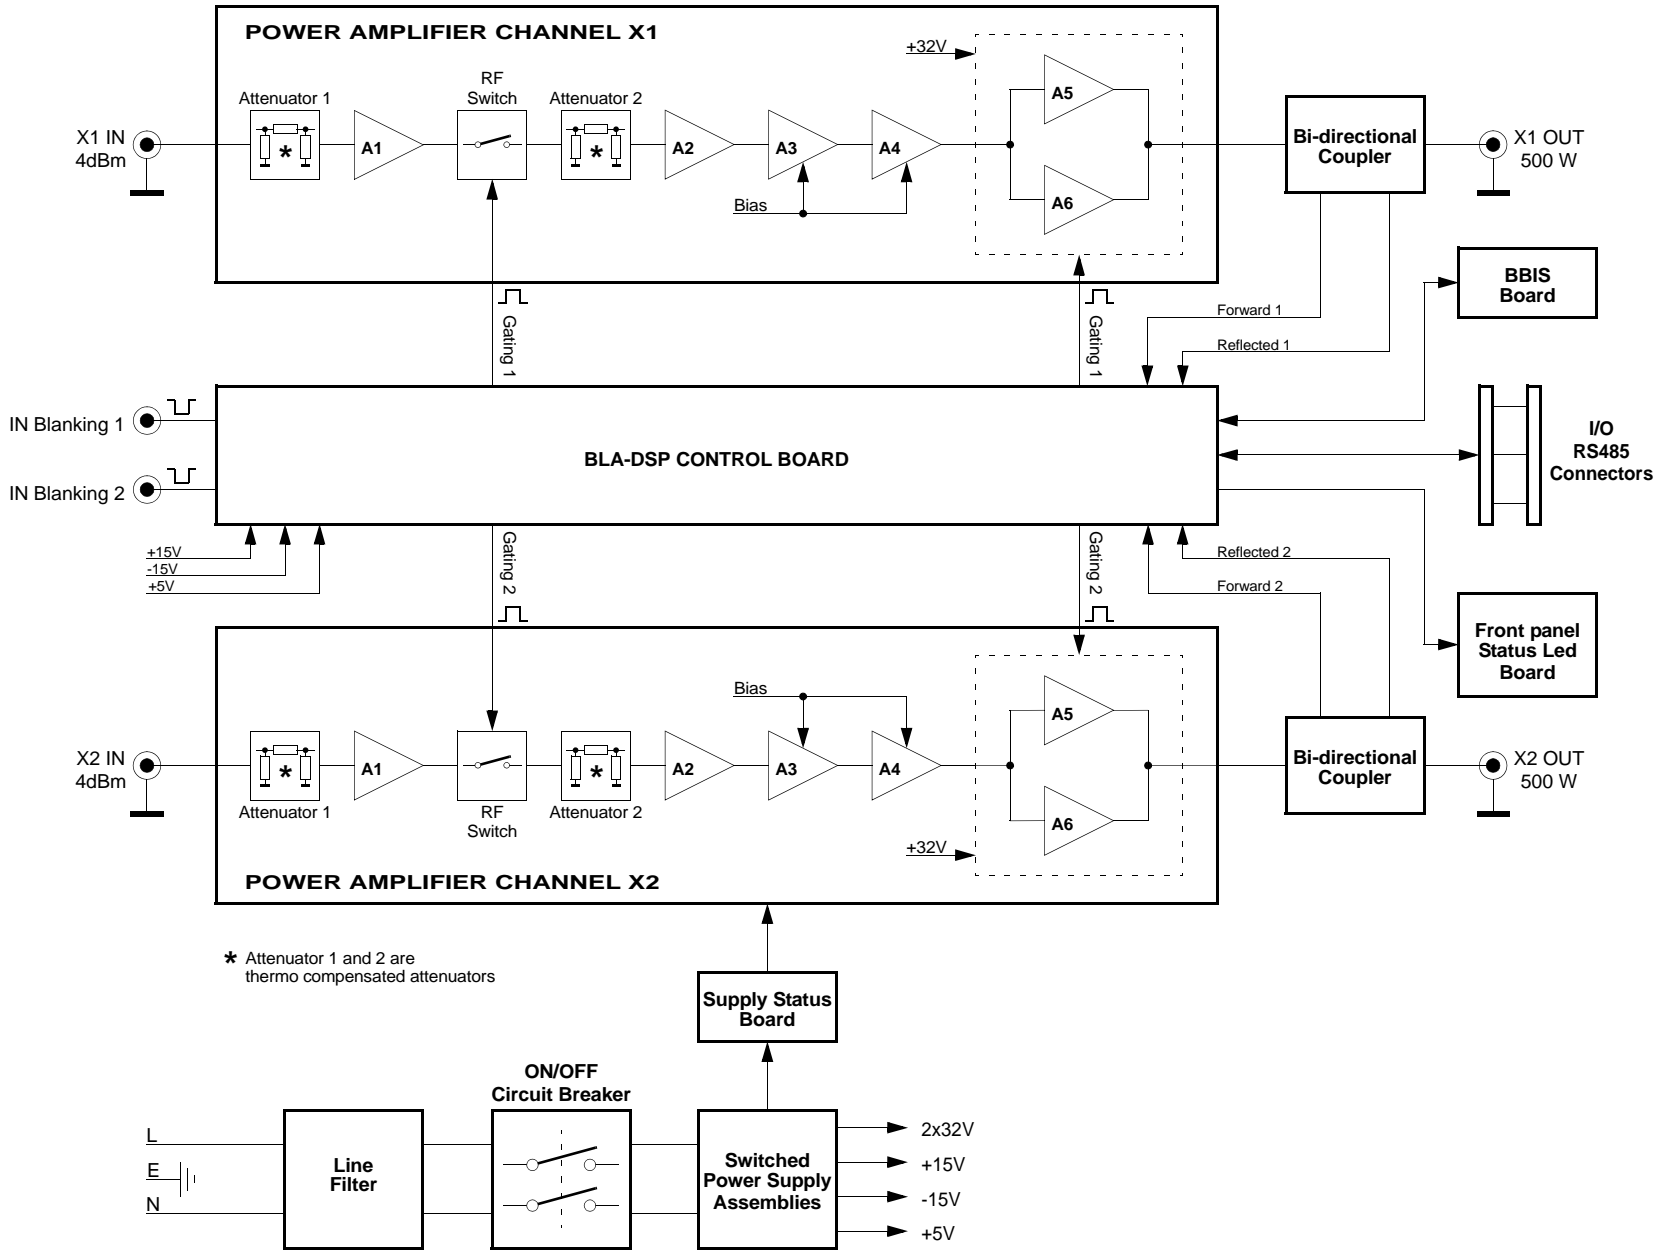 POWER AMPLIFIER CHANNEL X1
+32V
RF
Switch
Attenuator 1
Attenuator 2
X1 IN
4dBm
*
A1
*
A2
A3
A4
A5
A6
Bias
Bi-directional
Coupler
X1 OUT
500 W
BBIS
Board
Gating 1
Gating 1
Forward 1
Reflected 1
IN Blanking 1
IN Blanking 2
BLA-DSP CONTROL BOARD
I/O
RS485
Connectors
+15V
-15V
+5V
Gating 2
Gating 2
Reflected 2
Forward 2
Front panel
Status Led
Board
Bias
X2 IN
4dBm
*
A1
*
A2
A3
A4
A5
A6
Attenuator 1
RF
Switch
Attenuator 2
+32V
Bi-directional
Coupler
X2 OUT
500 W
POWER AMPLIFIER CHANNEL X2
* Attenuator 1 and 2 are
thermo compensated attenuators
Supply Status
Board
ON/OFF
Circuit Breaker
L
E
N
Line
Filter
Switched
Power Supply
Assemblies
2x32V
+15V
-15V
+5V